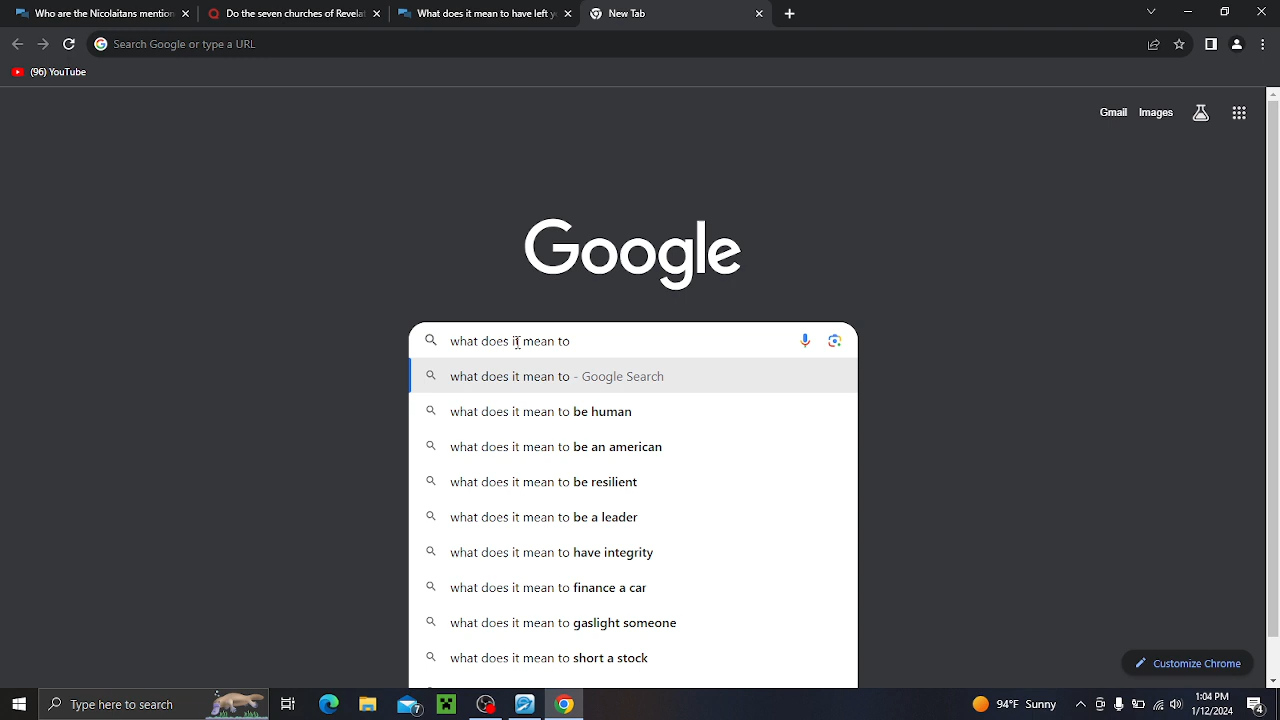 Who are the Nicolaitans mention
Do the seven churches of Revelat
What does it mean to have left y
New Tab
Search Google or type a URL
(96) YouTube
Gmail
Images
Google
what does it mean to
what does it mean to - Google Search
what does it mean to be human
what does it mean to be an american
what does it mean to be resilient
what does it mean to be a leader
what does it mean to have integrity
what does it mean to finance a car
what does it mean to gaslight someone
what does it mean to short a stock
Customize Chrome
Type here to search
7
Sunny
1:04 PM
1/12/2024
4